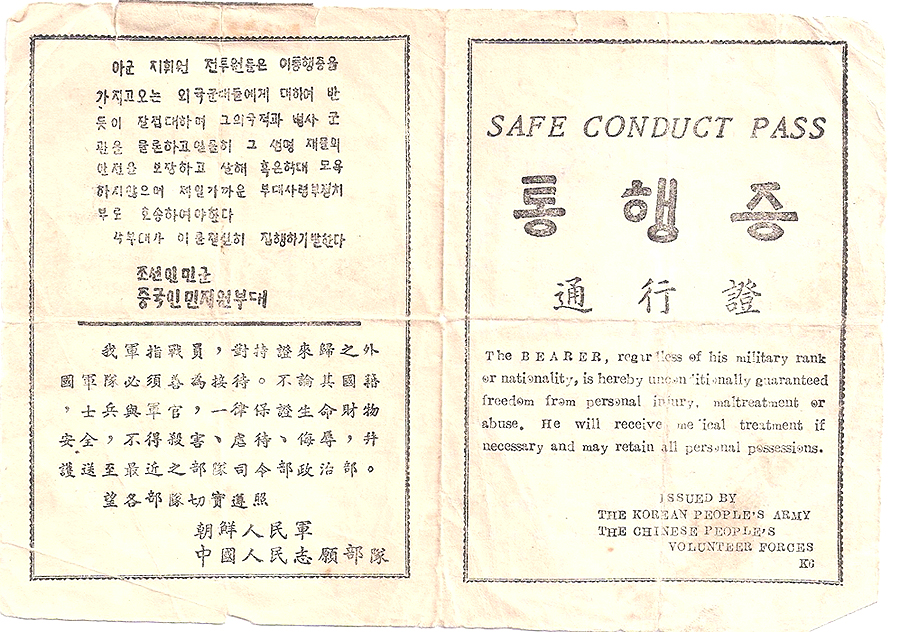 아군 지휘원 전투원들은 이통행증을
가지고오는 외국군대들에게 대하여 반
듯이 잘접대하며 그의국적과 병사 군
관을 물론하고일률히 그 생명 재물의
안전을 보장하고 살해 혹은학대 모욕
하지않으며 제일가까운 부대사령부정치
부로 호송하여야한다
각부대가 이를절실히 집행하기바란다
조선인민군
중국인민지원부대
我軍指戰員，對持證來歸之外
國軍隊必須善為接待。不論其國籍
，士兵與軍官，一律保證生命財物
安全，不得殺害、虐待、侮辱，幷
護送至最近之部隊司令部政治部。
望各部隊切實遵照
朝鮮人民軍
中國人民志願部隊
SAFE CONDUCT PASS
통행증
通行證
The BEARER, regardless of his military rank
or nationality, is hereby unconditionally guaranteed
freedom from personal injury, maltreatment or
abuse. He will receive medical treatment if
necessary and may retain all personal possessions.
ISSUED BY
THE KOREAN PEOPLE'S ARMY
THE CHINESE PEOPLE'S
VOLUNTEER FORCES
KG